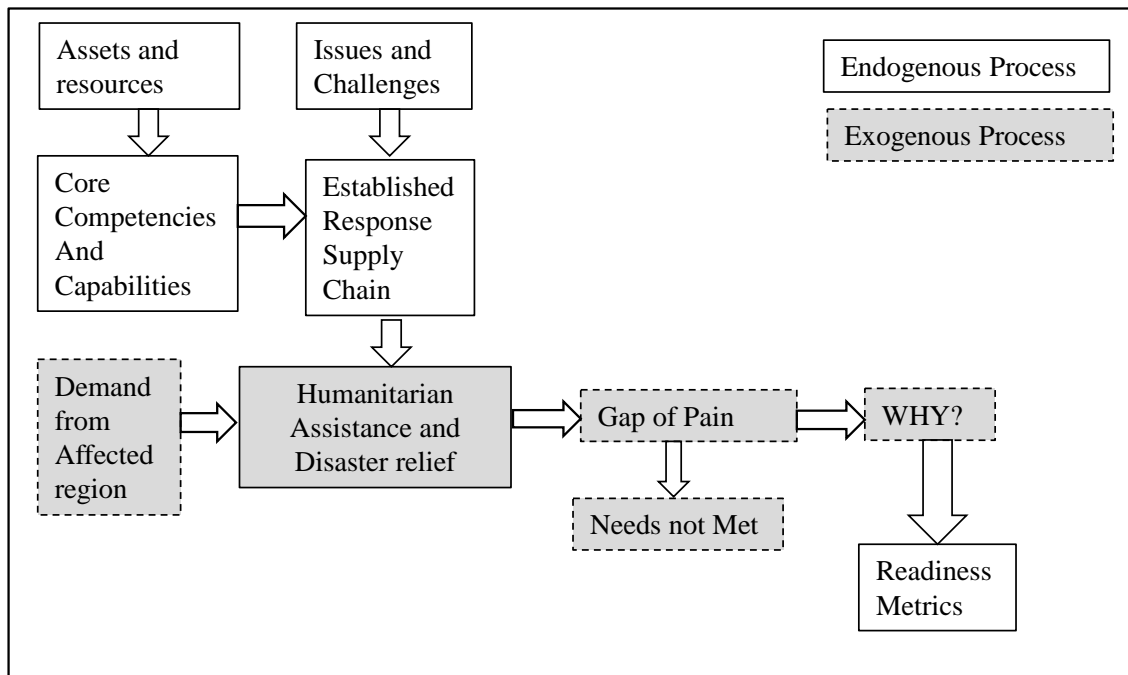 Assets and
resources
Issues and
Challenges
Endogenous Process
Exogenous Process
Core
Competencies
And
Capabilities
Established
Response
Supply
Chain
Demand
from
Affected
region
Humanitarian
Assistance and
Disaster relief
Gap of Pain
WHY?
Needs not Met
Readiness
Metrics